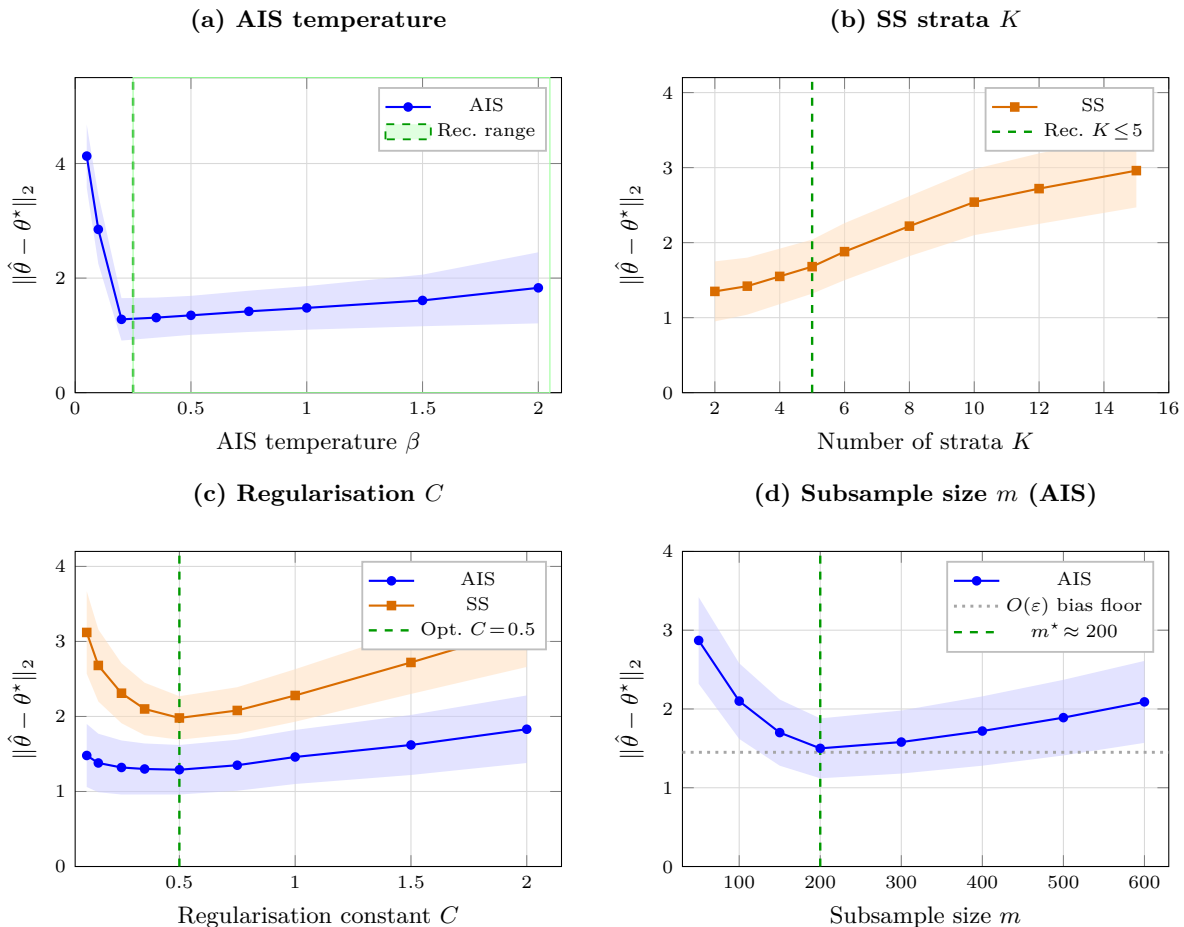 (a) AIS temperature
AIS
Rec. range
‖θ̂ − θ⋆‖₂
0
2
4
0
0.5
1
1.5
2
AIS temperature β
(b) SS strata K
SS
Rec. K ≤ 5
‖θ̂ − θ⋆‖₂
0
1
2
3
4
2
4
6
8
10
12
14
16
Number of strata K
(c) Regularisation C
AIS
SS
Opt. C = 0.5
‖θ̂ − θ⋆‖₂
0
1
2
3
4
0.5
1
1.5
2
Regularisation constant C
(d) Subsample size m (AIS)
AIS
O(ε) bias floor
m⋆ ≈ 200
‖θ̂ − θ⋆‖₂
0
1
2
3
4
100
200
300
400
500
600
Subsample size m